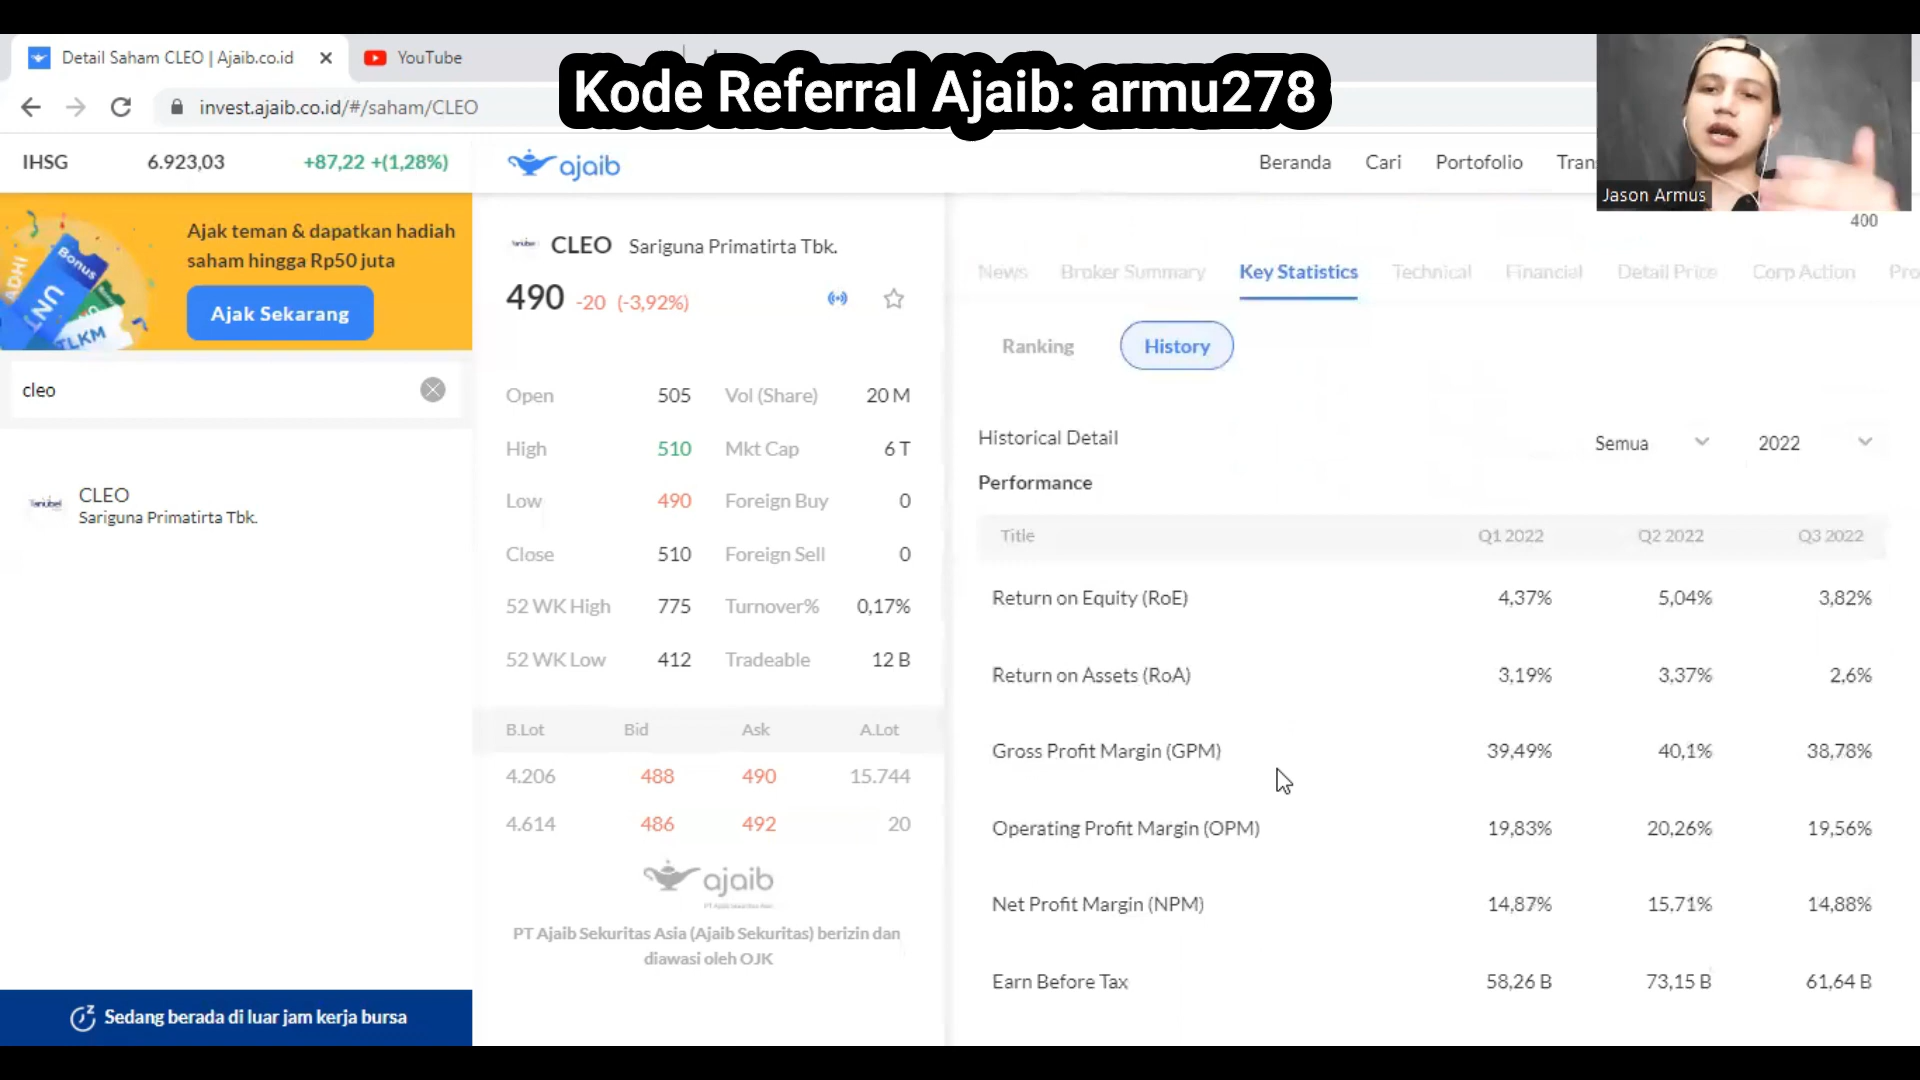 Detail Saham CLEO | Ajaib.co.id
YouTube
Kode Referral Ajaib: armu278
invest.ajaib.co.id/#/saham/CLEO
IHSG 6.923,03 +87,22 +(1,28%)
ajaib
Beranda Cari Portofolio
Jason Armus
Ajak teman & dapatkan hadiah
saham hingga Rp50 juta
Ajak Sekarang
Bonus
ADHI
UNT
TLKM
cleo
CLEO
Sariguna Primatirta Tbk.
Sedang berada di luar jam kerja bursa
CLEO Sariguna Primatirta Tbk.
490 -20 (-3,92%)
Open 505 Vol (Share) 20 M
High 510 Mkt Cap 6 T
Low 490 Foreign Buy 0
Close 510 Foreign Sell 0
52 WK High 775 Turnover% 0,17%
52 WK Low 412 Tradeable 12 B
B.Lot Bid Ask A.Lot
4.206 488 490 15.744
4.614 486 492 20
ajaib
PT Ajaib Sekuritas Asia (Ajaib Sekuritas) berizin dan
diawasi oleh OJK
400
News Broker Summary Key Statistics Technical Financial Detail Price Corp Action
Ranking History
Historical Detail
Semua 2022
Performance
Title Q1 2022 Q2 2022 Q3 2022
Return on Equity (RoE) 4,37% 5,04% 3,82%
Return on Assets (RoA) 3,19% 3,37% 2,6%
Gross Profit Margin (GPM) 39,49% 40,1% 38,78%
Operating Profit Margin (OPM) 19,83% 20,26% 19,56%
Net Profit Margin (NPM) 14,87% 15,71% 14,88%
Earn Before Tax 58,26 B 73,15 B 61,64 B